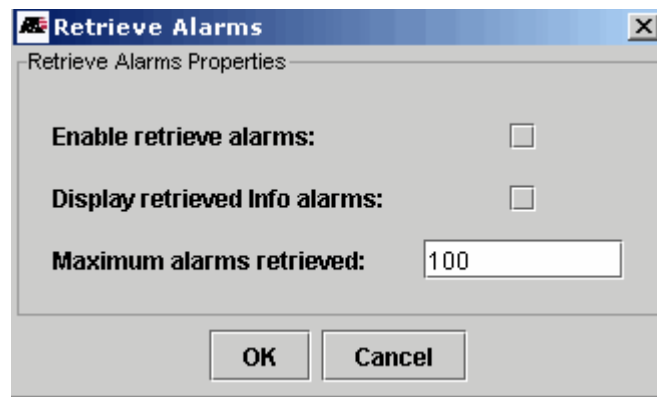 Retrieve Alarms
Retrieve Alarms Properties
Enable retrieve alarms:
Display retrieved Info alarms:
Maximum alarms retrieved: 100
OK Cancel